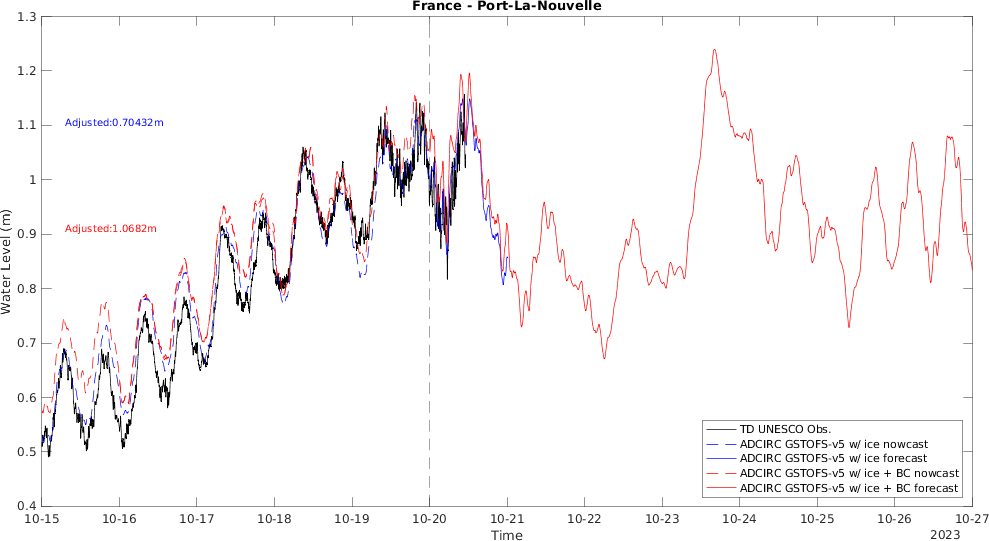 France - Port-La-Nouvelle
1.3
1.2
1.1
1
0.9
0.8
0.7
0.6
0.5
0.4
Water Level (m)
Adjusted:0.70432m
Adjusted:1.0682m
TD UNESCO Obs.
ADCIRC GSTOFS-v5 w/ ice nowcast
ADCIRC GSTOFS-v5 w/ ice forecast
ADCIRC GSTOFS-v5 w/ ice + BC nowcast
ADCIRC GSTOFS-v5 w/ ice + BC forecast
10-15 10-16 10-17 10-18 10-19 10-20 10-21 10-22 10-23 10-24 10-25 10-26 10-27
Time
2023